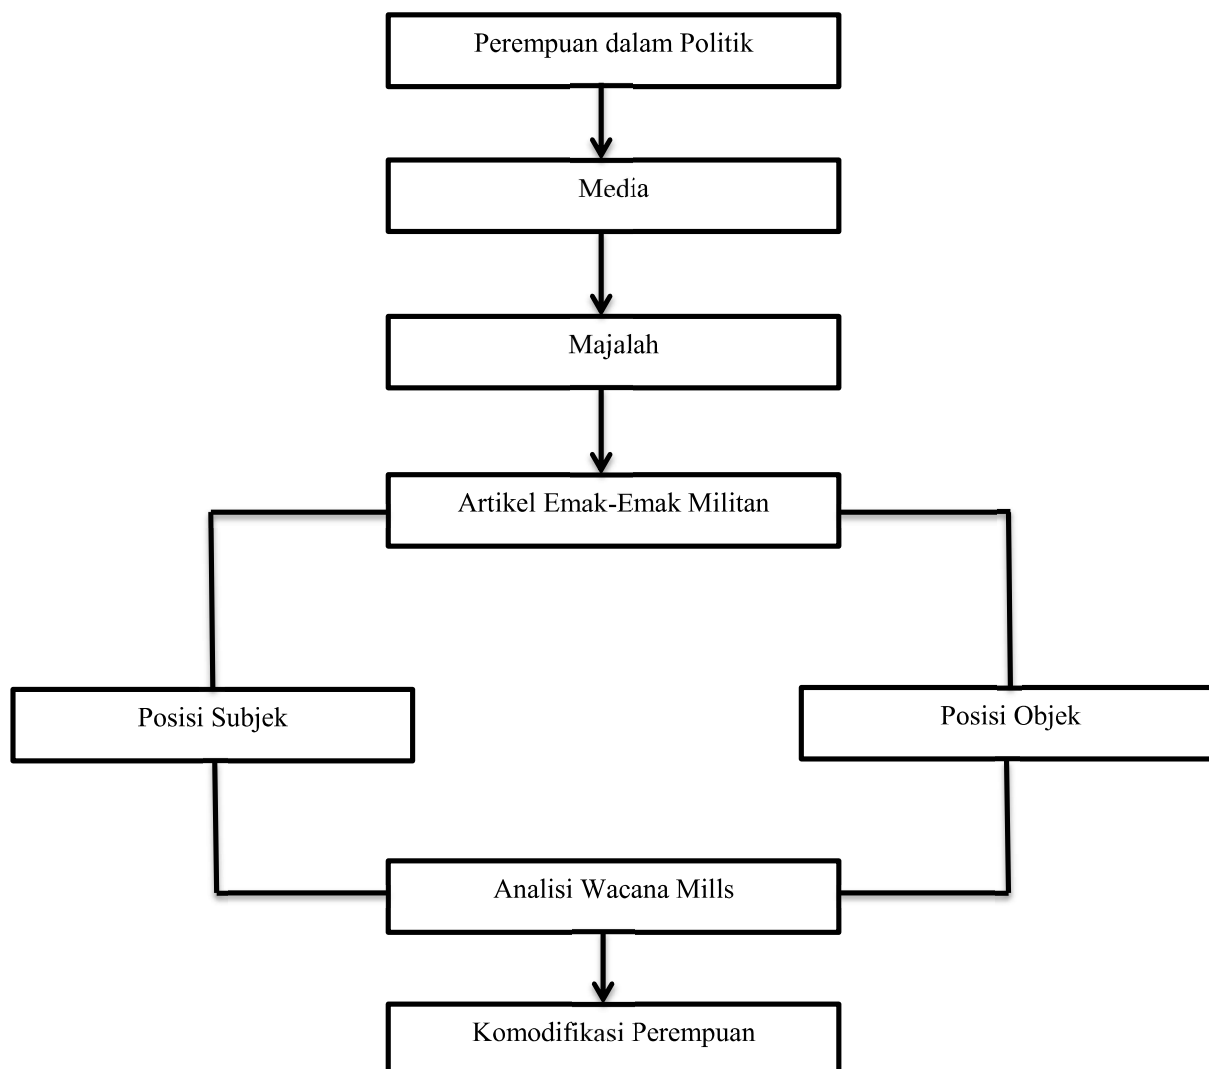 Perempuan dalam Politik
Media
Majalah
Artikel Emak-Emak Militan
Posisi Subjek
Posisi Objek
Analisi Wacana Mills
Komodifikasi Perempuan